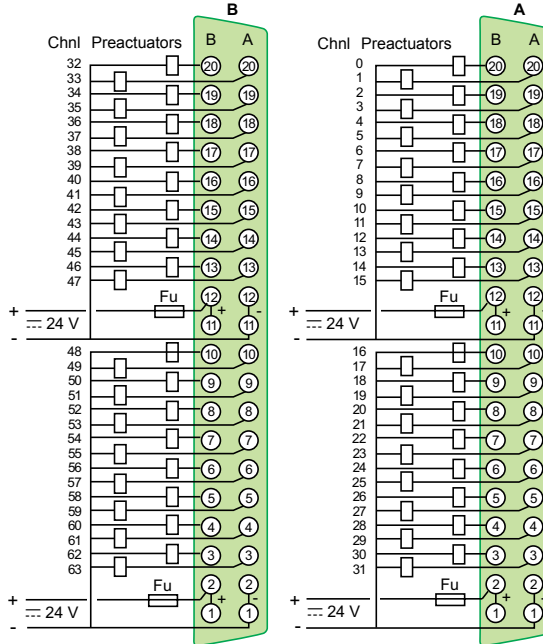 B
Chnl Preactuators B A
32 20 20
33
34 19 19
35
36 18 18
37
38 17 17
39
40 16 16
41
42 15 15
43
44 14 14
45
46 13 13
47
Fu 12 12
+ + -
24 V 11 11
-
48 10 10
49
50 9 9
51
52 8 8
53
54 7 7
55
56 6 6
57
58 5 5
59
60 4 4
61
62 3 3
63
Fu 2 2
+ + -
24 V 1 1
-
A
Chnl Preactuators B A
0 20 20
1
2 19 19
3
4 18 18
5
6 17 17
7
8 16 16
9
10 15 15
11
12 14 14
13
14 13 13
15
Fu 12 12
+ + -
24 V 11 11
-
16 10 10
17
18 9 9
19
20 8 8
21
22 7 7
23
24 6 6
25
26 5 5
27
28 4 4
29
30 3 3
31
Fu 2 2
+ + -
24 V 1 1
-